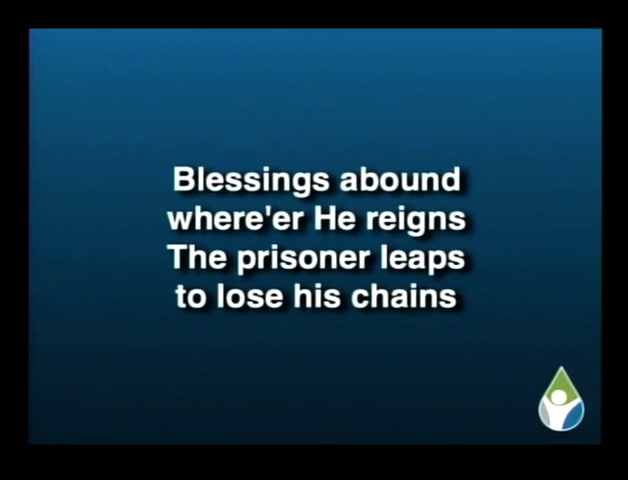 Blessings abound
where'er He reigns
The prisoner leaps
to lose his chains